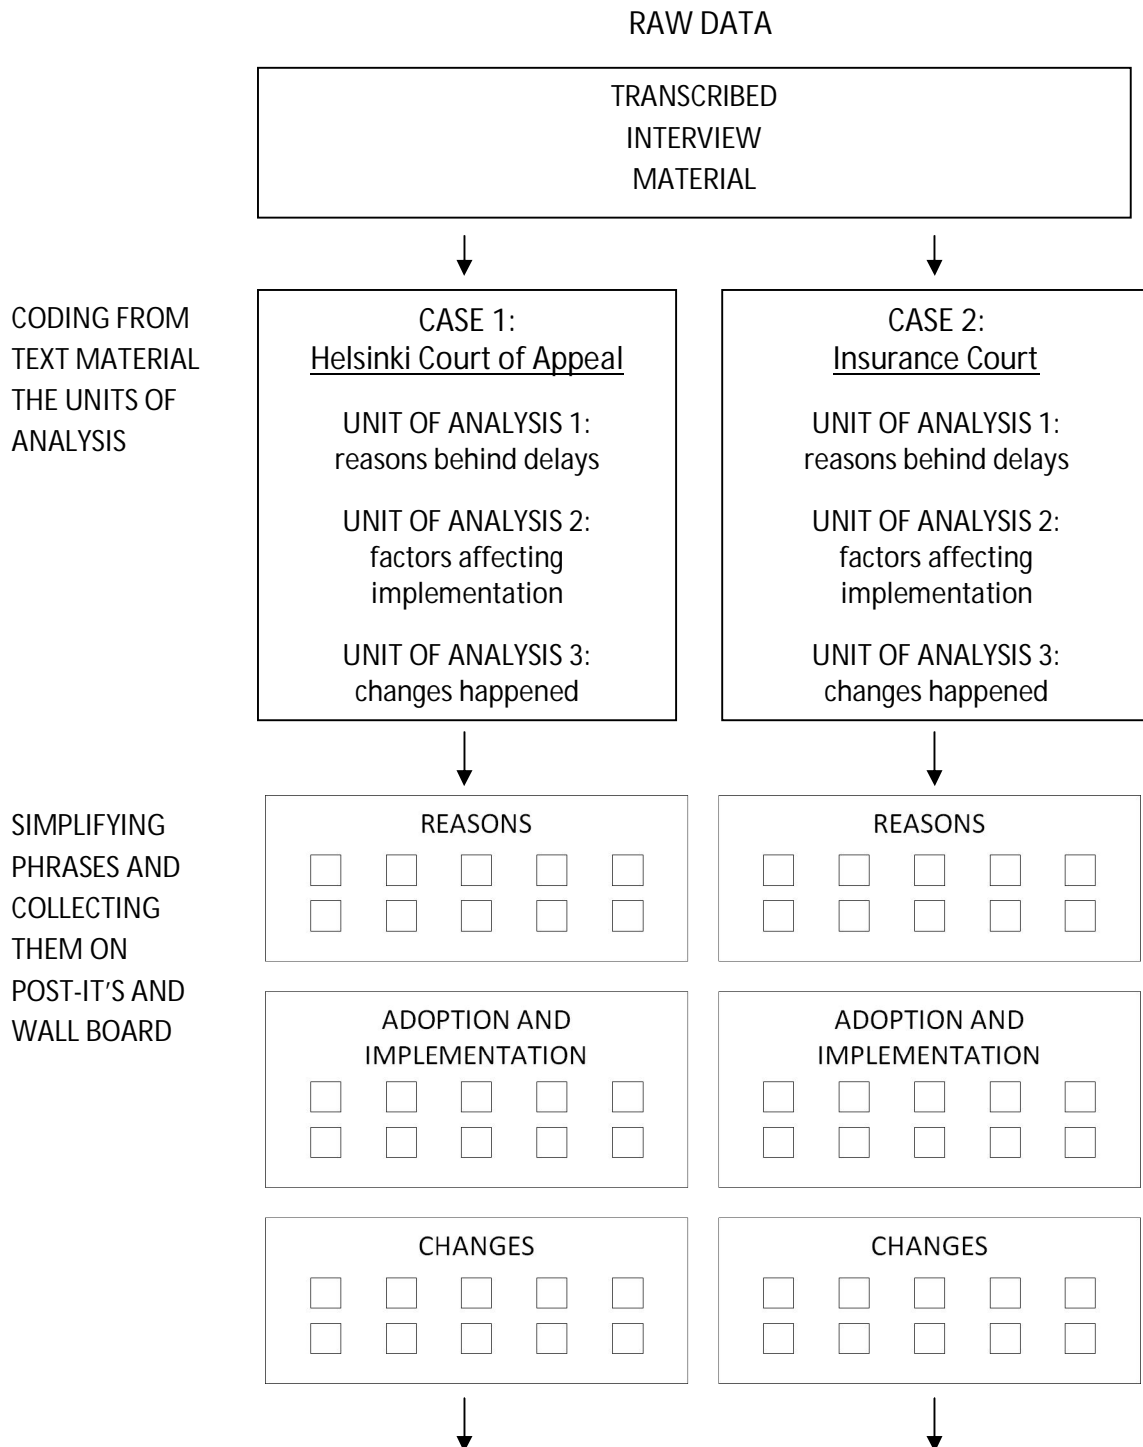 RAW DATA
TRANSCRIBED
INTERVIEW
MATERIAL
CODING FROM
TEXT MATERIAL
THE UNITS OF
ANALYSIS
CASE 1:
Helsinki Court of Appeal
UNIT OF ANALYSIS 1:
reasons behind delays
UNIT OF ANALYSIS 2:
factors affecting
implementation
UNIT OF ANALYSIS 3:
changes happened
CASE 2:
Insurance Court
UNIT OF ANALYSIS 1:
reasons behind delays
UNIT OF ANALYSIS 2:
factors affecting
implementation
UNIT OF ANALYSIS 3:
changes happened
SIMPLIFYING
PHRASES AND
COLLECTING
THEM ON
POST-IT’S AND
WALL BOARD
REASONS
REASONS
ADOPTION AND
IMPLEMENTATION
ADOPTION AND
IMPLEMENTATION
CHANGES
CHANGES